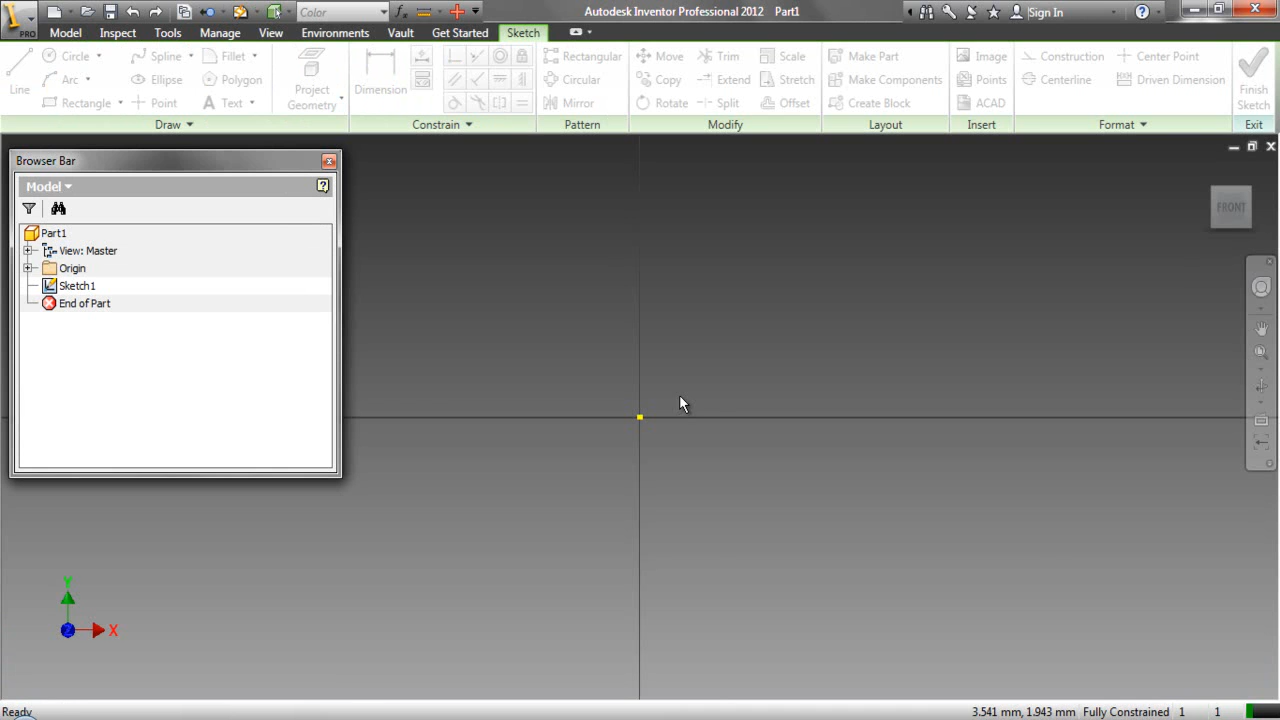 PRO
Color
Autodesk Inventor Professional 2012 Part1
Sign In
Model Inspect Tools Manage View Environments Vault Get Started Sketch
Line
Circle
Arc
Rectangle
Spline
Ellipse
Point
Fillet
Polygon
Text
Project
Geometry
Draw
Dimension
Constrain
Rectangular
Circular
Mirror
Pattern
Move
Copy
Rotate
Trim
Extend
Split
Scale
Stretch
Offset
Modify
Make Part
Make Components
Create Block
Layout
Image
Points
ACAD
Insert
Construction
Centerline
Center Point
Driven Dimension
Format
Finish
Sketch
Exit
Browser Bar
Model
Part1
View: Master
Origin
Sketch1
End of Part
FRONT
Y
X
Ready
3.541 mm, 1.943 mm Fully Constrained 1 1